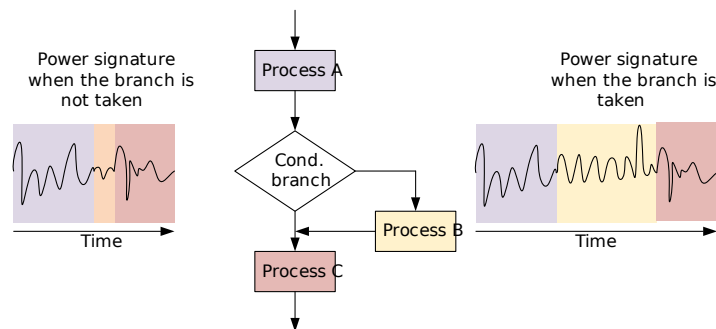 Power signature
when the branch is
not taken
Time
Process A
Cond.
branch
Process B
Process C
Power signature
when the branch is
taken
Time